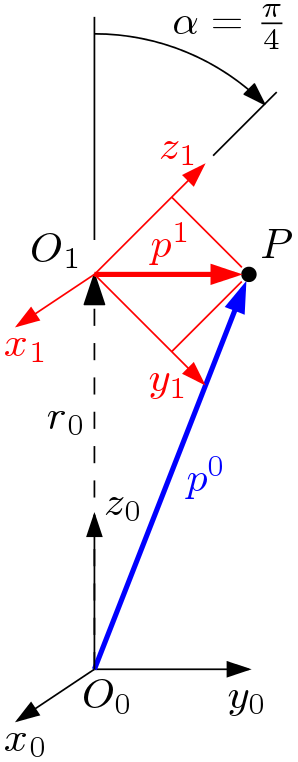 α = π/4
z₁
O₁
p¹
P
x₁
y₁
r₀
p⁰
z₀
O₀
y₀
x₀